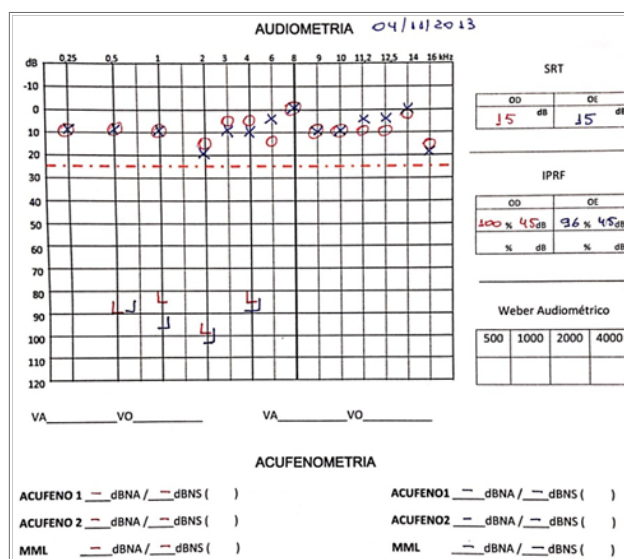 AUDIOMETRIA 04/11/2013
0,25 0,5 1 2 3 4 6 8 9 10 11,2 12,5 14 16 kHz
dB
-10
0
10
20
30
40
50
60
70
80
90
100
110
120
SRT
OD OE
15 dB 15 dB
IPRF
OD OE
100 % 45 dB 96 % 45 dB
% dB % dB
Weber Audiométrico
500 1000 2000 4000
VA__________VO__________ VA__________VO__________
ACUFENOMETRIA
ACUFENO 1 – dBNA / – dBNS ( ) ACUFENO1 – dBNA / – dBNS ( )
ACUFENO 2 – dBNA / – dBNS ( ) ACUFENO2 – dBNA / – dBNS ( )
MML – dBNA / – dBNS ( ) MML – dBNA / – dBNS ( )